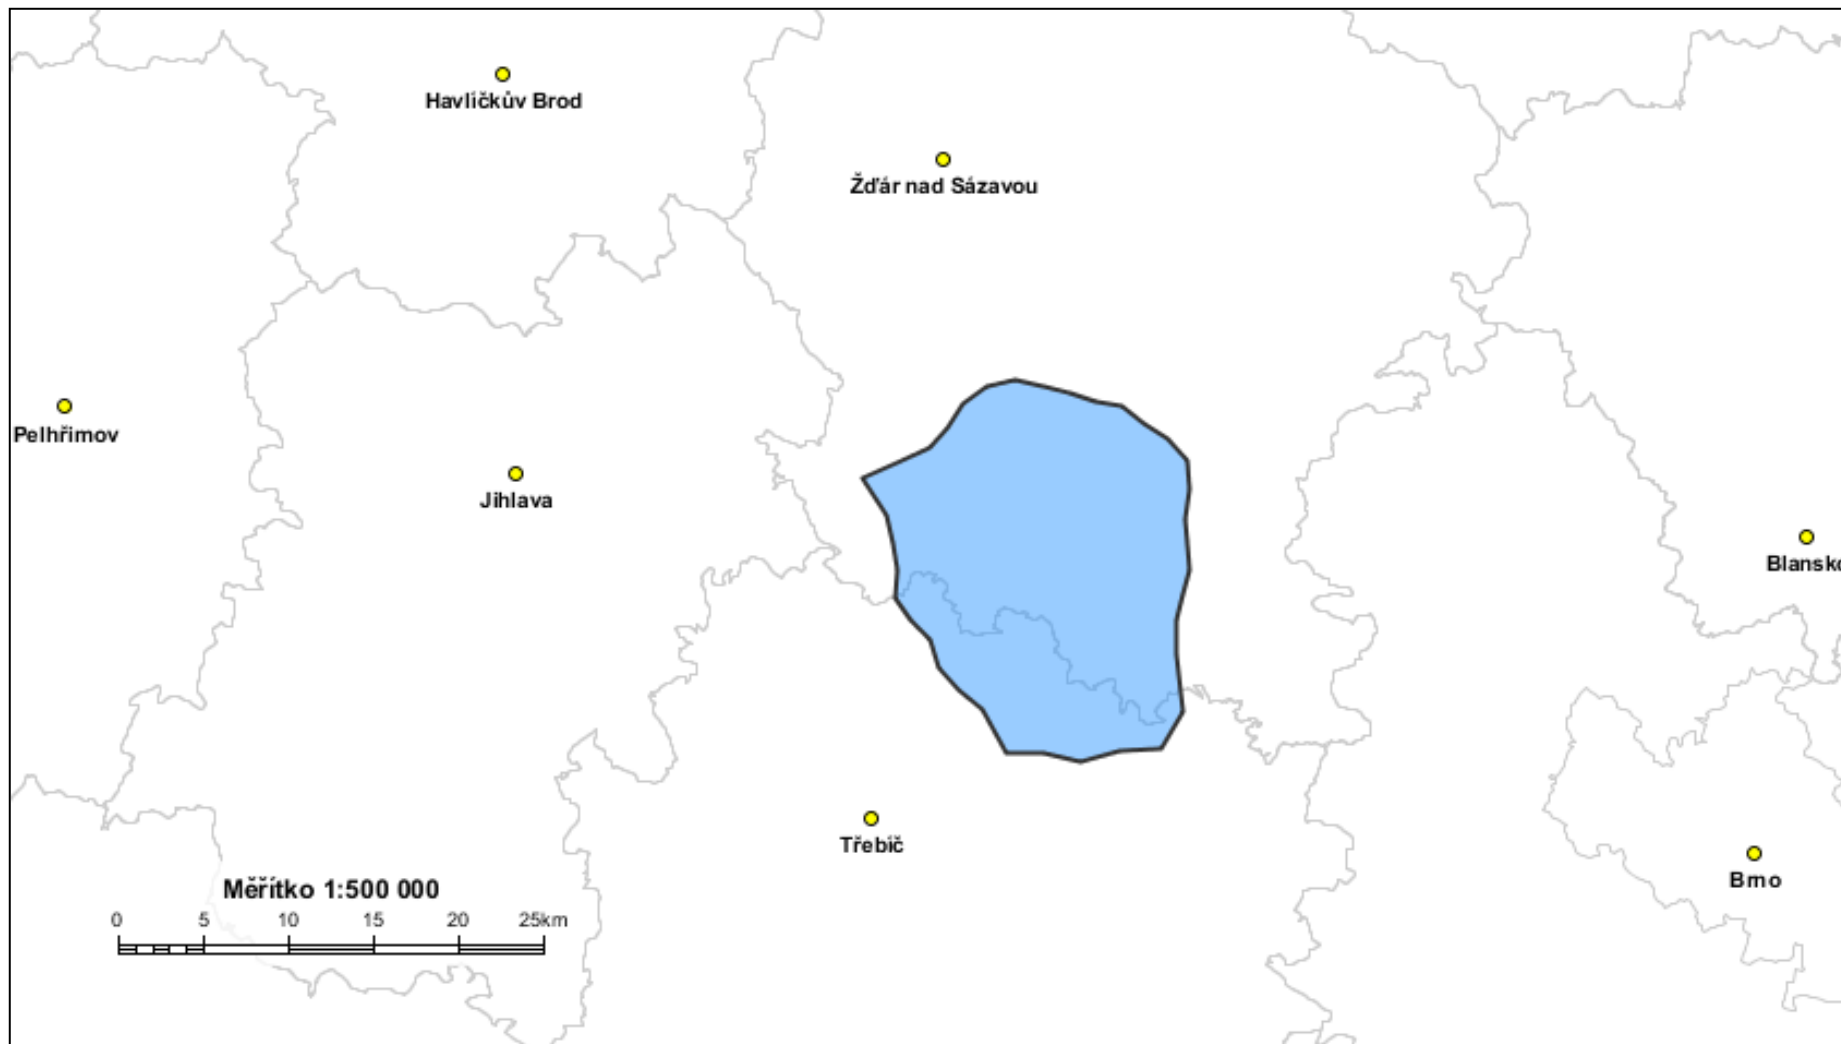 Havlíčkův Brod
Žďár nad Sázavou
Pelhřimov
Jihlava
Blansko
Třebíč
Brno
Měřítko 1:500 000
0 5 10 15 20 25km